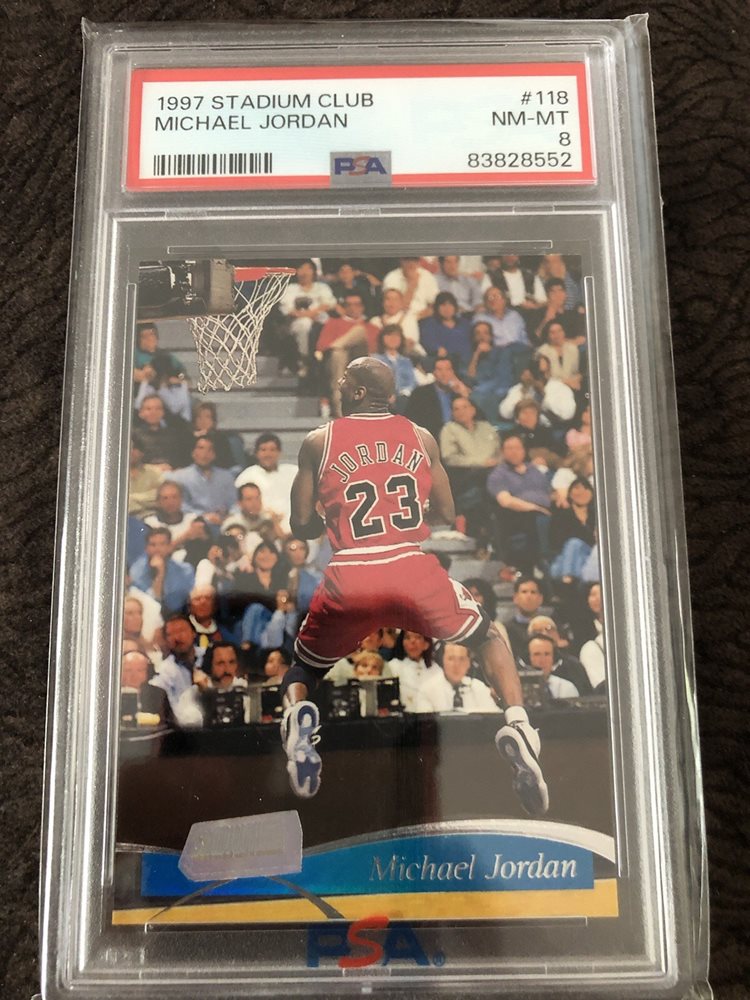 1997 STADIUM CLUB #118
MICHAEL JORDAN NM-MT
8
PSA 83828552
JORDAN
23
Michael Jordan
PSA®